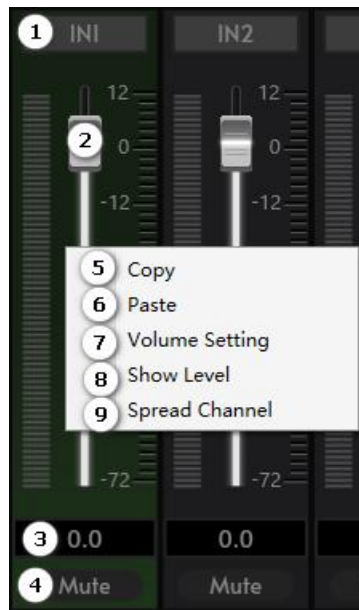 1 IN1 IN2
12 12
2 0 0
-12 -12
5 Copy
6 Paste
7 Volume Setting
8 Show Level
9 Spread Channel
-72 -72
3 0.0 0.0
4 Mute Mute